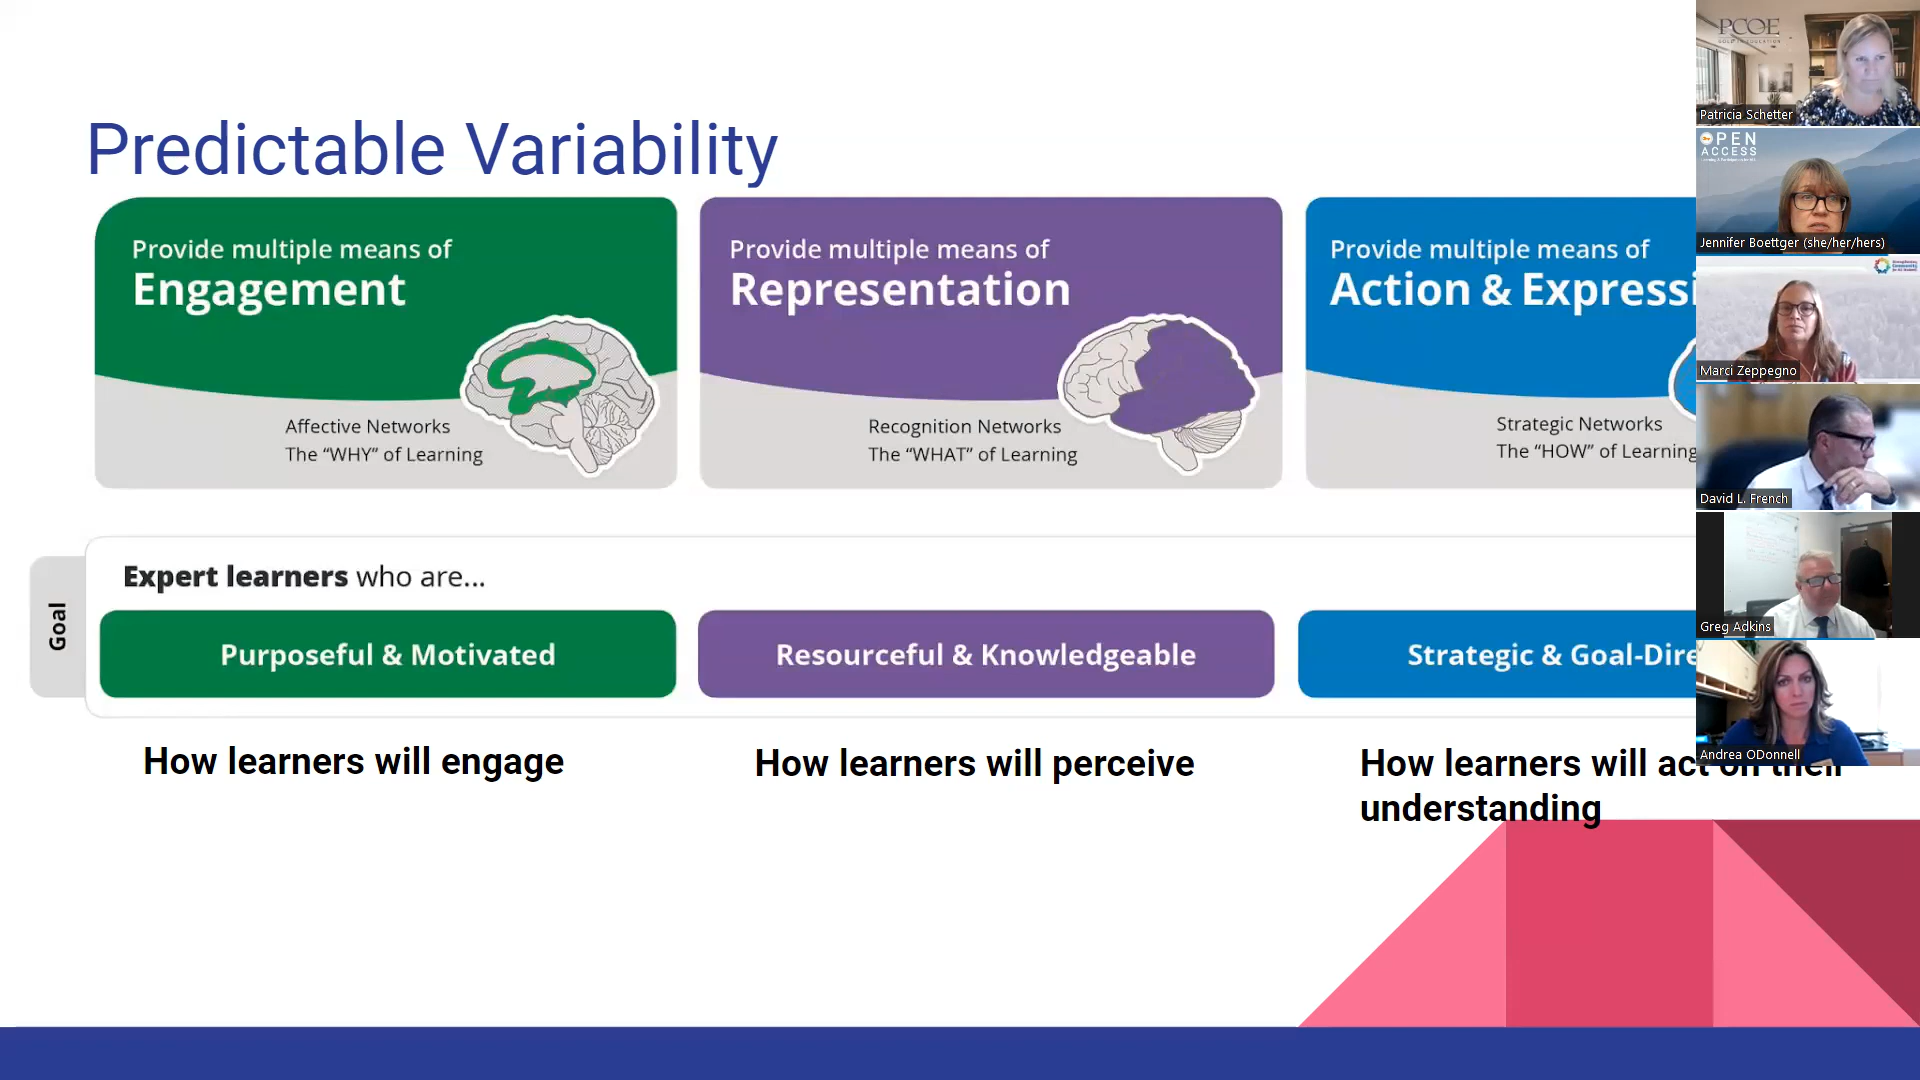 Predictable Variability
Provide multiple means of
Engagement
Affective Networks
The “WHY” of Learning
Provide multiple means of
Representation
Recognition Networks
The “WHAT” of Learning
Provide multiple means of
Action & Expressi
Strategic Networks
The “HOW” of Learning
Goal
Expert learners who are...
Purposeful & Motivated
Resourceful & Knowledgeable
Strategic & Goal-Dire
How learners will engage
How learners will perceive
How learners will act on their
understanding
PCOE
Patricia Schetter
OPEN
ACCESS
Jennifer Boettger (she/her/hers)
Marci Zeppegno
David L. French
Greg Adkins
Andrea ODonnell